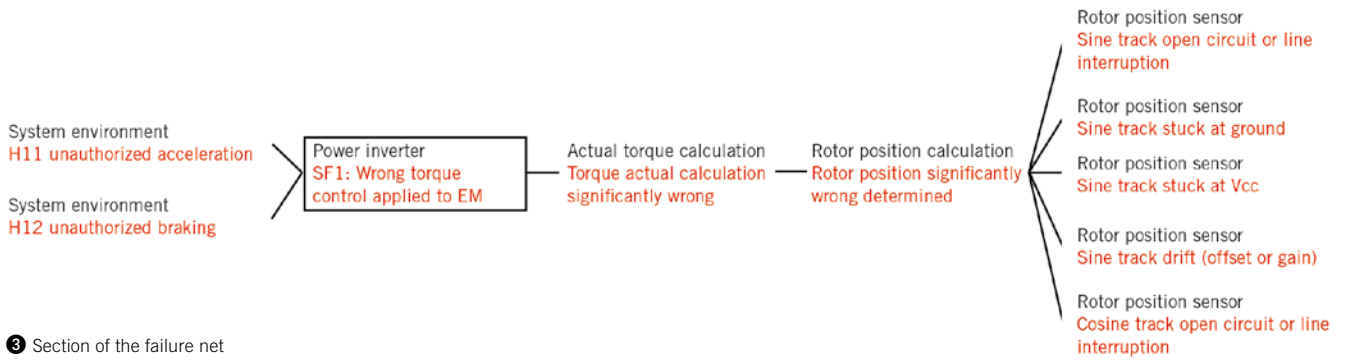 System environment
H11 unauthorized acceleration
System environment
H12 unauthorized braking
Power inverter
SF1: Wrong torque
control applied to EM
Actual torque calculation
Torque actual calculation
significantly wrong
Rotor position calculation
Rotor position significantly
wrong determined
Rotor position sensor
Sine track open circuit or line
interruption
Rotor position sensor
Sine track stuck at ground
Rotor position sensor
Sine track stuck at Vcc
Rotor position sensor
Sine track drift (offset or gain)
Rotor position sensor
Cosine track open circuit or line
interruption
❸ Section of the failure net